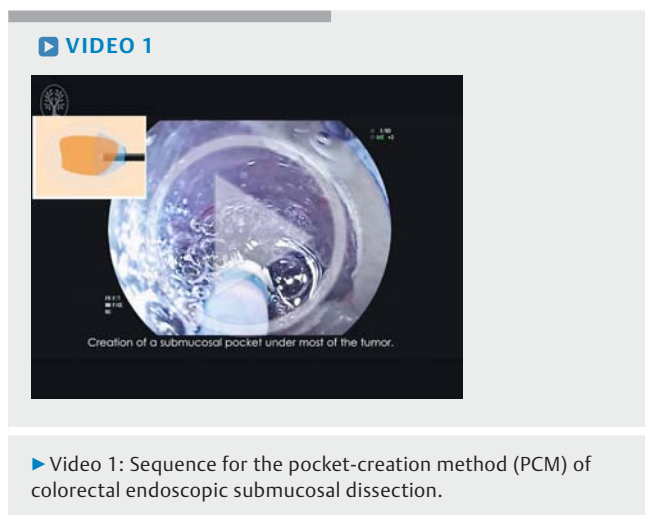 VIDEO 1
Creation of a submucosal pocket under most of the tumor.
Video 1: Sequence for the pocket-creation method (PCM) of
colorectal endoscopic submucosal dissection.